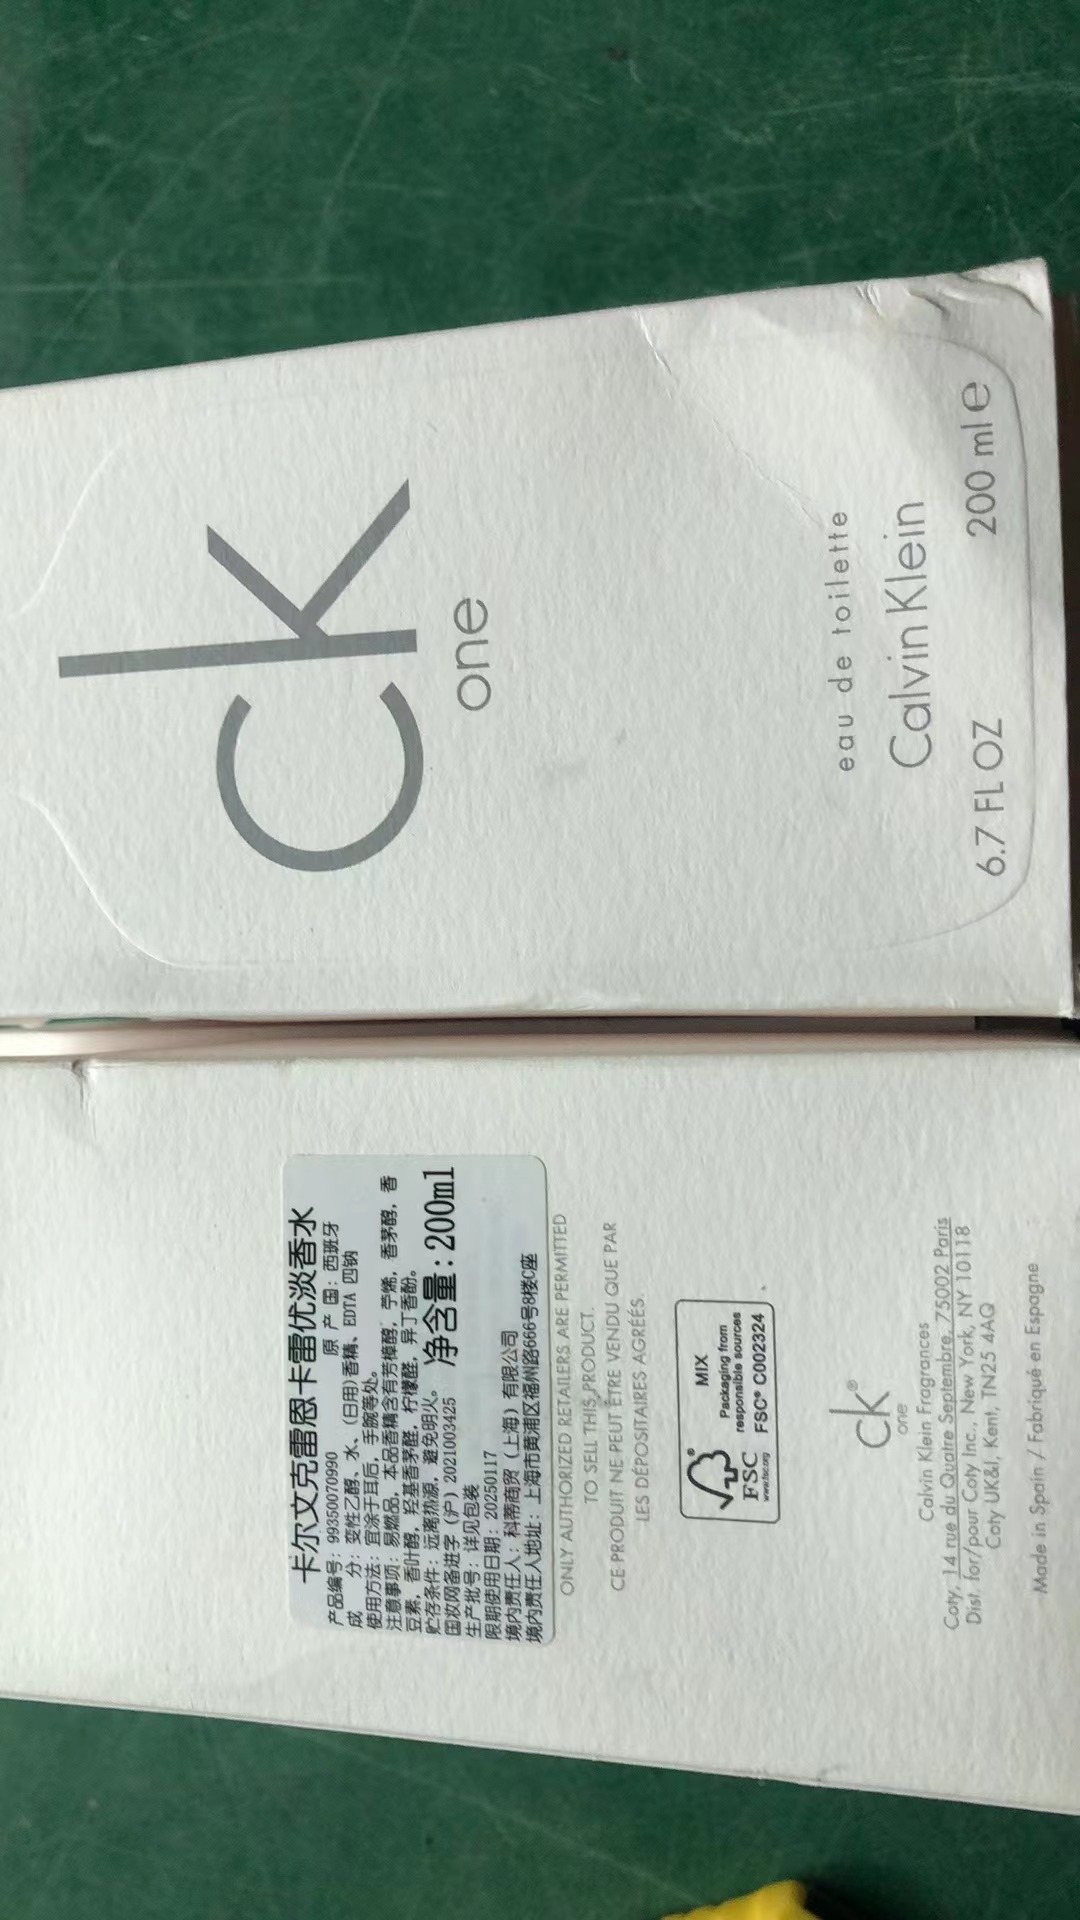 ck
one
eau de toilette
Calvin Klein
6.7 FL OZ 200 ml e
卡尔文克雷恩卡雷优淡香水
产品编号：99350070990 原 产 国：西班牙
成 分：变性乙醇、水、（日用）香精、EDTA 四钠
使用方法：宜涂于耳后，手腕等处。
注意事项：易燃品，本品香精含有芳樟醇，苧烯，香茅醇，香
豆素，香叶醇，羟基香茅醛，柠檬醛，异丁香酚。
贮存条件：远离热源，避免明火。 净含量：200ml
国妆网备进字（沪）2021003425
生产批号：详见包装
限期使用日期：20250117
境内责任人：科蒂商贸（上海）有限公司
境内责任人地址：上海市黄浦区福州路666号8楼C座
ONLY AUTHORIZED RETAILERS ARE PERMITTED
TO SELL THIS PRODUCT.
CE PRODUIT NE PEUT ÊTRE VENDU QUE PAR
LES DÉPOSITAIRES AGRÉÉS.
FSC
www.fsc.org
MIX
Packaging from
responsible sources
FSC® C002324
ck®
one
Calvin Klein Fragrances
Coty, 14 rue du Quatre Septembre, 75002 Paris
Dist. for/pour Coty Inc., New York, NY 10118
Coty UK&I, Kent, TN25 4AQ
Made in Spain / Fabriqué en Espagne